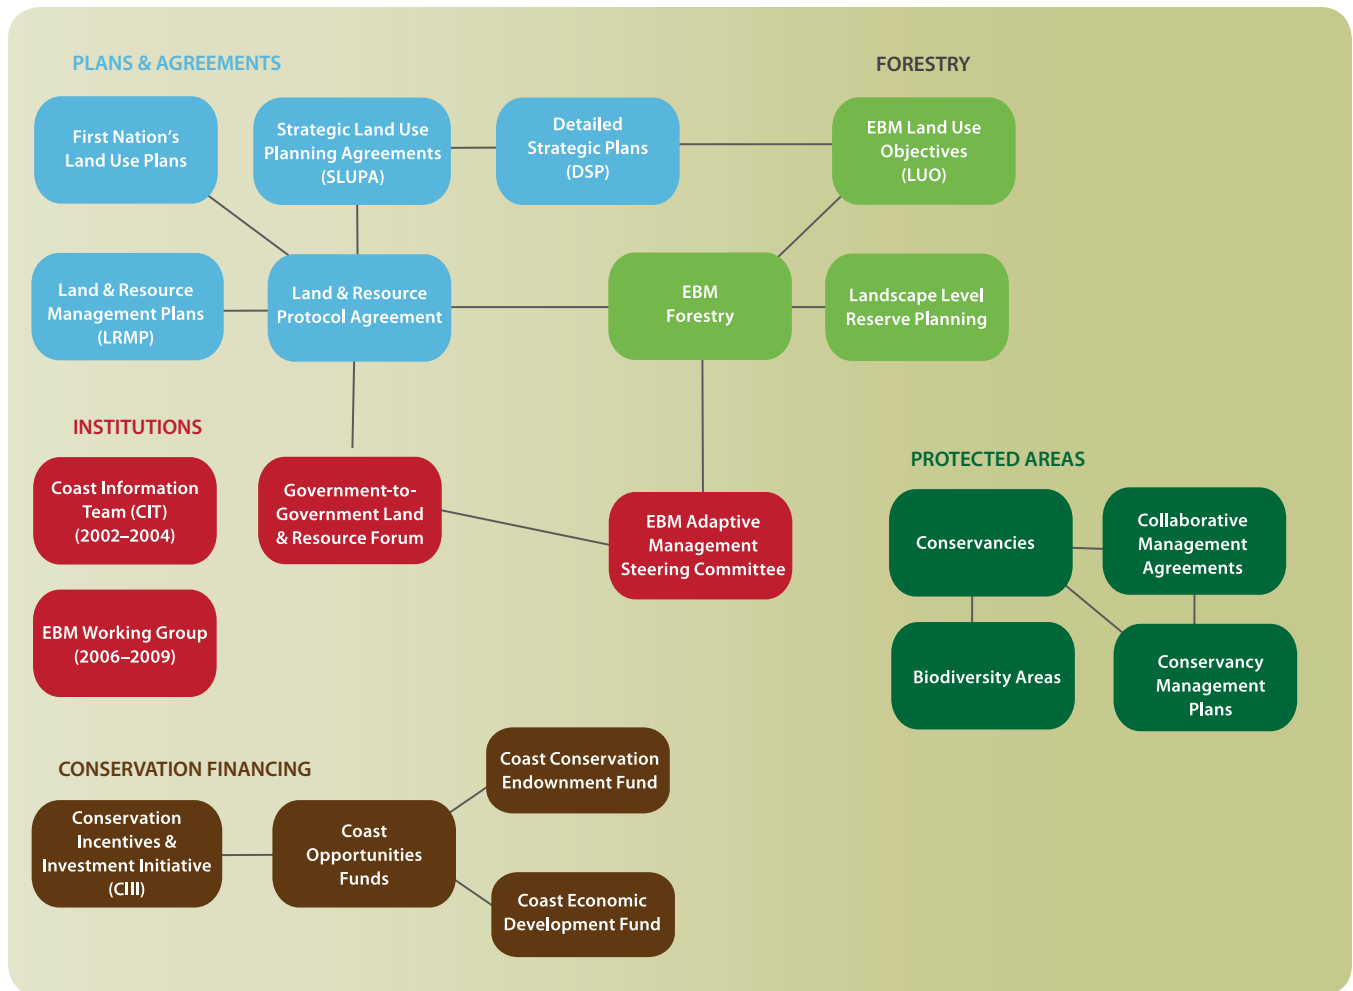 PLANS & AGREEMENTS
First Nation's
Land Use Plans
Strategic Land Use
Planning Agreements
(SLUPA)
Detailed
Strategic Plans
(DSP)
Land & Resource
Management Plans
(LRMP)
Land & Resource
Protocol Agreement
FORESTRY
EBM Land Use
Objectives
(LUO)
EBM
Forestry
Landscape Level
Reserve Planning
INSTITUTIONS
Coast Information
Team (CIT)
(2002–2004)
Government-to-
Government Land
& Resource Forum
EBM Adaptive
Management
Steering Committee
EBM Working Group
(2006–2009)
PROTECTED AREAS
Conservancies
Collaborative
Management
Agreements
Biodiversity Areas
Conservancy
Management
Plans
CONSERVATION FINANCING
Conservation
Incentives &
Investment Initiative
(CIII)
Coast
Opportunities
Funds
Coast Conservation
Endownment Fund
Coast Economic
Development Fund